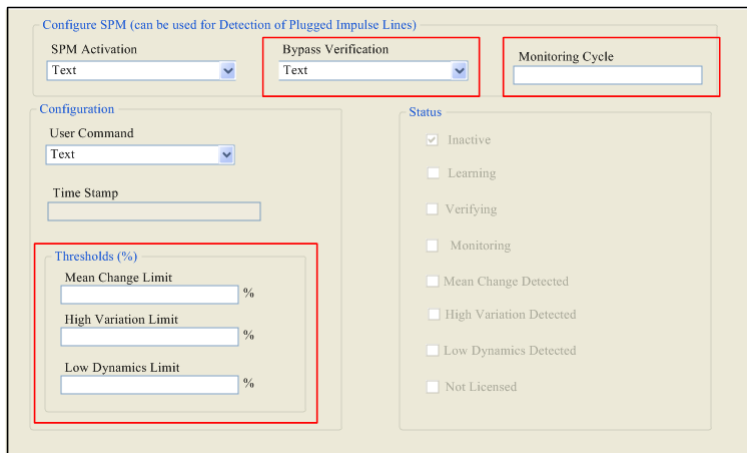 Configure SPM (can be used for Detection of Plugged Impulse Lines)
SPM Activation
Text
Bypass Verification
Text
Monitoring Cycle
Configuration
User Command
Text
Time Stamp
Thresholds (%)
Mean Change Limit
%
High Variation Limit
%
Low Dynamics Limit
%
Status
Inactive
Learning
Verifying
Monitoring
Mean Change Detected
High Variation Detected
Low Dynamics Detected
Not Licensed